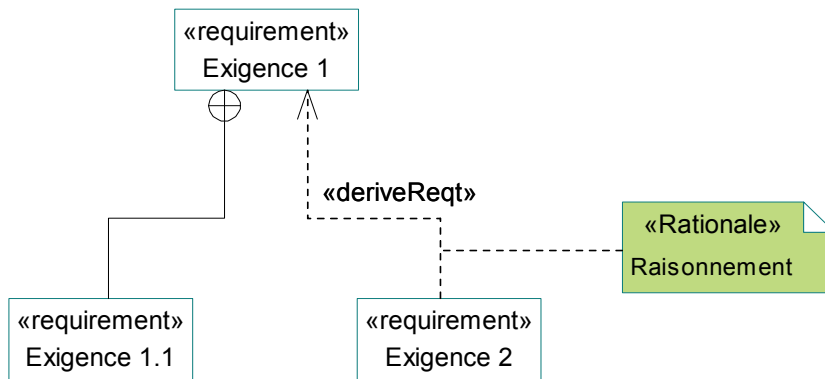 «requirement»
Exigence 1
«deriveReqt»
«Rationale»
Raisonnement
«requirement»
Exigence 1.1
«requirement»
Exigence 2